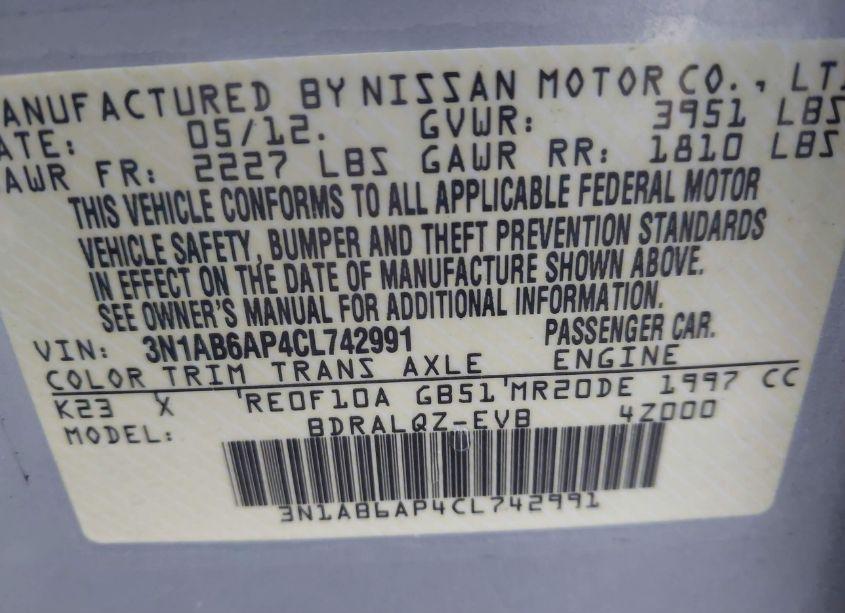 MANUFACTURED BY NISSAN MOTOR CO., LT
ATE: 05/12. GVWR: 3951 LBS
AWR FR: 2227 LBS GAWR RR: 1810 LBS
THIS VEHICLE CONFORMS TO ALL APPLICABLE FEDERAL MOTOR
VEHICLE SAFETY, BUMPER AND THEFT PREVENTION STANDARDS
IN EFFECT ON THE DATE OF MANUFACTURE SHOWN ABOVE.
SEE OWNER'S MANUAL FOR ADDITIONAL INFORMATION.
VIN: 3N1AB6AP4CL742991 PASSENGER CAR.
COLOR TRIM TRANS AXLE ENGINE
K23 X RE0F10A GB51 MR20DE 1997 CC
MODEL: BDRALQZ-EVB 4Z000
3N1AB6AP4CL742991